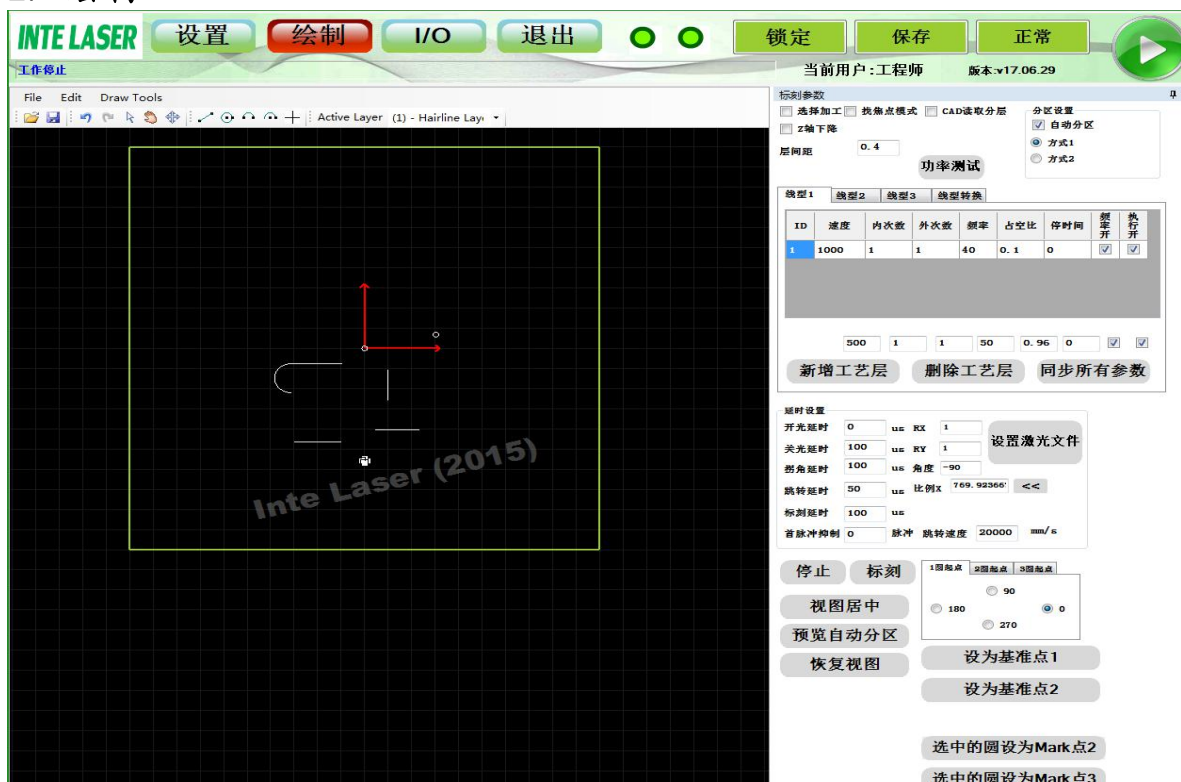 INTE LASER 设置 绘制 I/O 退出 锁定 保存 正常
工作停止 当前用户:工程师 版本:v17.06.29
File Edit Draw Tools
Active Layer (1) - Hairline Lay
标刻参数
选择加工 找焦点模式 CAD读取分层 分区设置
Z轴下降 自动分区
层间距 0.4 方式1
功率测试 方式2
线型1 线型2 线型3 线型转换
ID 速度 内次数 外次数 频率 占空比 停时间 频率开 执行开
1 1000 1 1 40 0.1 0
500 1 1 50 0.96 0
新增工艺层 删除工艺层 同步所有参数
延时设置
开光延时 0 us RX 1
关光延时 100 us RY 1 设置激光文件
拐角延时 100 us 角度 -90
跳转延时 50 us 比例X 769.92366 <<
标刻延时 100 us
首脉冲抑制 0 脉冲 跳转速度 20000 mm/s
停止 标刻 1圆起点 2圆起点 3圆起点
90
180 0
270
视图居中
预览自动分区
恢复视图
设为基准点1
设为基准点2
选中的圆设为Mark点2
选中的圆设为Mark点3
Inte Laser (2015)